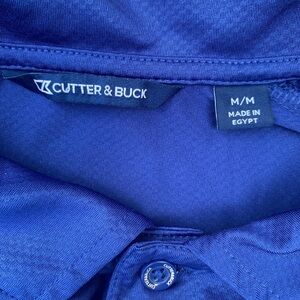 CUTTER & BUCK
M/M
MADE IN
EGYPT